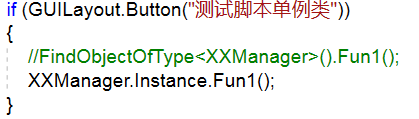 if (GUILayout.Button("测试脚本单例类"))
{
//FindObjectOfType<XXManager>().Fun1();
XXManager.Instance.Fun1();
}